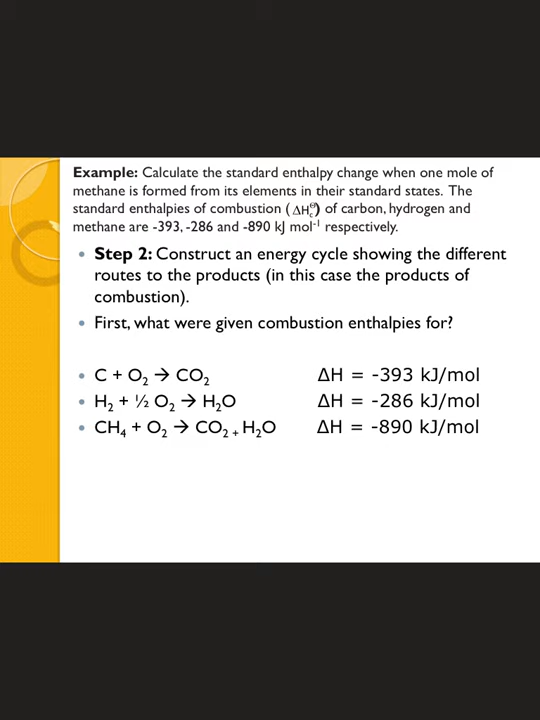 Example: Calculate the standard enthalpy change when one mole of
methane is formed from its elements in their standard states. The
standard enthalpies of combustion (ΔH꜀⊖) of carbon, hydrogen and
methane are -393, -286 and -890 kJ mol⁻¹ respectively.
• Step 2: Construct an energy cycle showing the different
routes to the products (in this case the products of
combustion).
• First, what were given combustion enthalpies for?
• C + O₂ → CO₂ ΔH = -393 kJ/mol
• H₂ + ½ O₂ → H₂O ΔH = -286 kJ/mol
• CH₄ + O₂ → CO₂ ₊ H₂O ΔH = -890 kJ/mol